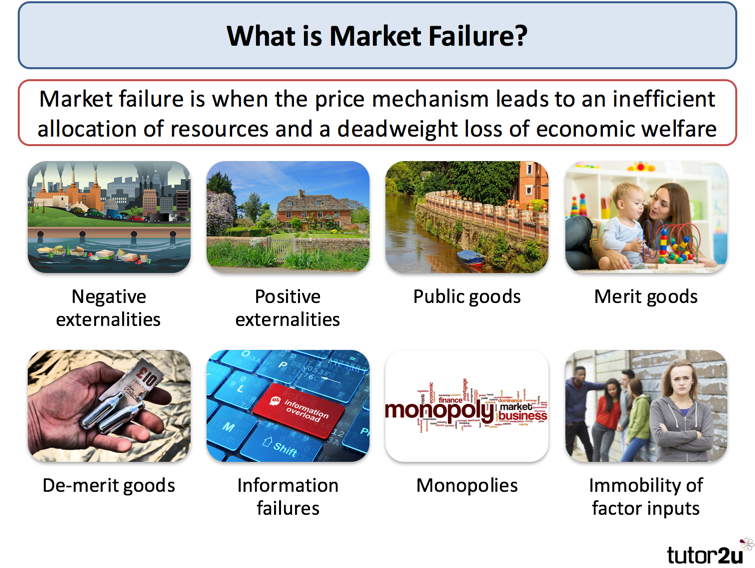 What is Market Failure?
Market failure is when the price mechanism leads to an inefficient
allocation of resources and a deadweight loss of economic welfare
Negative
externalities
Positive
externalities
Public goods
Merit goods
£10
information
overload
Shift
monopoly
finance
market
business
dominance
De-merit goods
Information
failures
Monopolies
Immobility of
factor inputs
tutor2u